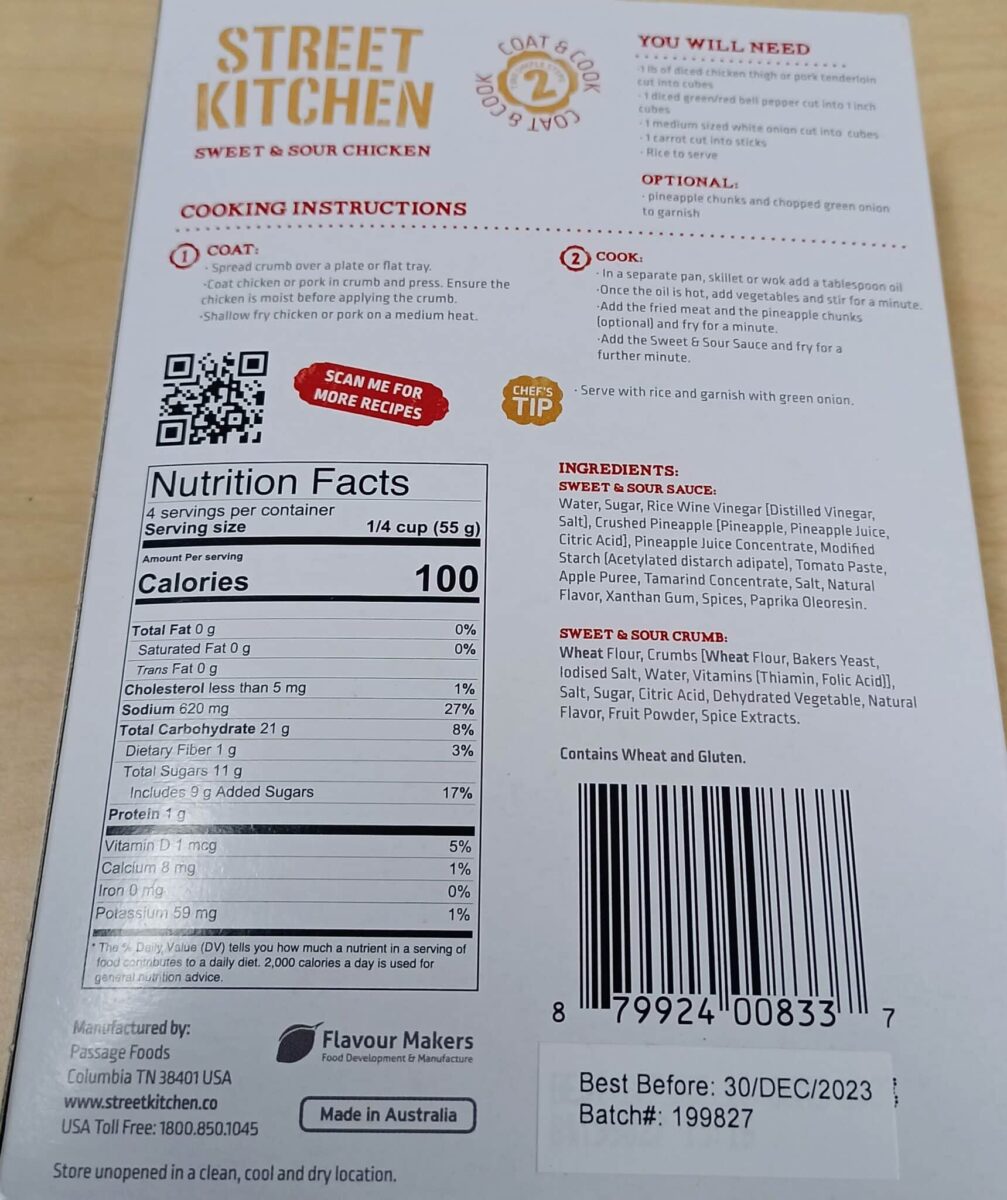 STREET
KITCHEN
SWEET & SOUR CHICKEN
COAT & COOK
2
COAT & COOK
YOU WILL NEED
·1 lb of diced chicken thigh or pork tenderloin
cut into cubes
· 1 diced green/red bell pepper cut into 1 inch
cubes
· 1 medium sized white onion cut into cubes
· 1 carrot cut into sticks
· Rice to serve
OPTIONAL:
· pineapple chunks and chopped green onion
to garnish
COOKING INSTRUCTIONS
1 COAT:
· Spread crumb over a plate or flat tray.
·Coat chicken or pork in crumb and press. Ensure the
chicken is moist before applying the crumb.
·Shallow fry chicken or pork on a medium heat.
2 COOK:
· In a separate pan, skillet or wok add a tablespoon oil
·Once the oil is hot, add vegetables and stir for a minute.
·Add the fried meat and the pineapple chunks
(optional) and fry for a minute.
·Add the Sweet & Sour Sauce and fry for a
further minute.
SCAN ME FOR
MORE RECIPES
CHEF'S
TIP
· Serve with rice and garnish with green onion.
Nutrition Facts
4 servings per container
Serving size 1/4 cup (55 g)
Amount Per serving
Calories 100
Total Fat 0 g 0%
Saturated Fat 0 g 0%
Trans Fat 0 g
Cholesterol less than 5 mg 1%
Sodium 620 mg 27%
Total Carbohydrate 21 g 8%
Dietary Fiber 1 g 3%
Total Sugars 11 g
Includes 9 g Added Sugars 17%
Protein 1 g
Vitamin D 1 mcg 5%
Calcium 8 mg 1%
Iron 0 mg 0%
Potassium 59 mg 1%
* The % Daily Value (DV) tells you how much a nutrient in a serving of
food contributes to a daily diet. 2,000 calories a day is used for
general nutrition advice.
INGREDIENTS:
SWEET & SOUR SAUCE:
Water, Sugar, Rice Wine Vinegar [Distilled Vinegar,
Salt], Crushed Pineapple [Pineapple, Pineapple Juice,
Citric Acid], Pineapple Juice Concentrate, Modified
Starch (Acetylated distarch adipate), Tomato Paste,
Apple Puree, Tamarind Concentrate, Salt, Natural
Flavor, Xanthan Gum, Spices, Paprika Oleoresin.
SWEET & SOUR CRUMB:
Wheat Flour, Crumbs [Wheat Flour, Bakers Yeast,
Iodised Salt, Water, Vitamins (Thiamin, Folic Acid)],
Salt, Sugar, Citric Acid, Dehydrated Vegetable, Natural
Flavor, Fruit Powder, Spice Extracts.
Contains Wheat and Gluten.
8 79924 00833 7
Manufactured by:
Passage Foods
Columbia TN 38401 USA
www.streetkitchen.co
USA Toll Free: 1800.850.1045
Flavour Makers
Food Development & Manufacture
Made in Australia
Best Before: 30/DEC/2023
Batch#: 199827
Store unopened in a clean, cool and dry location.